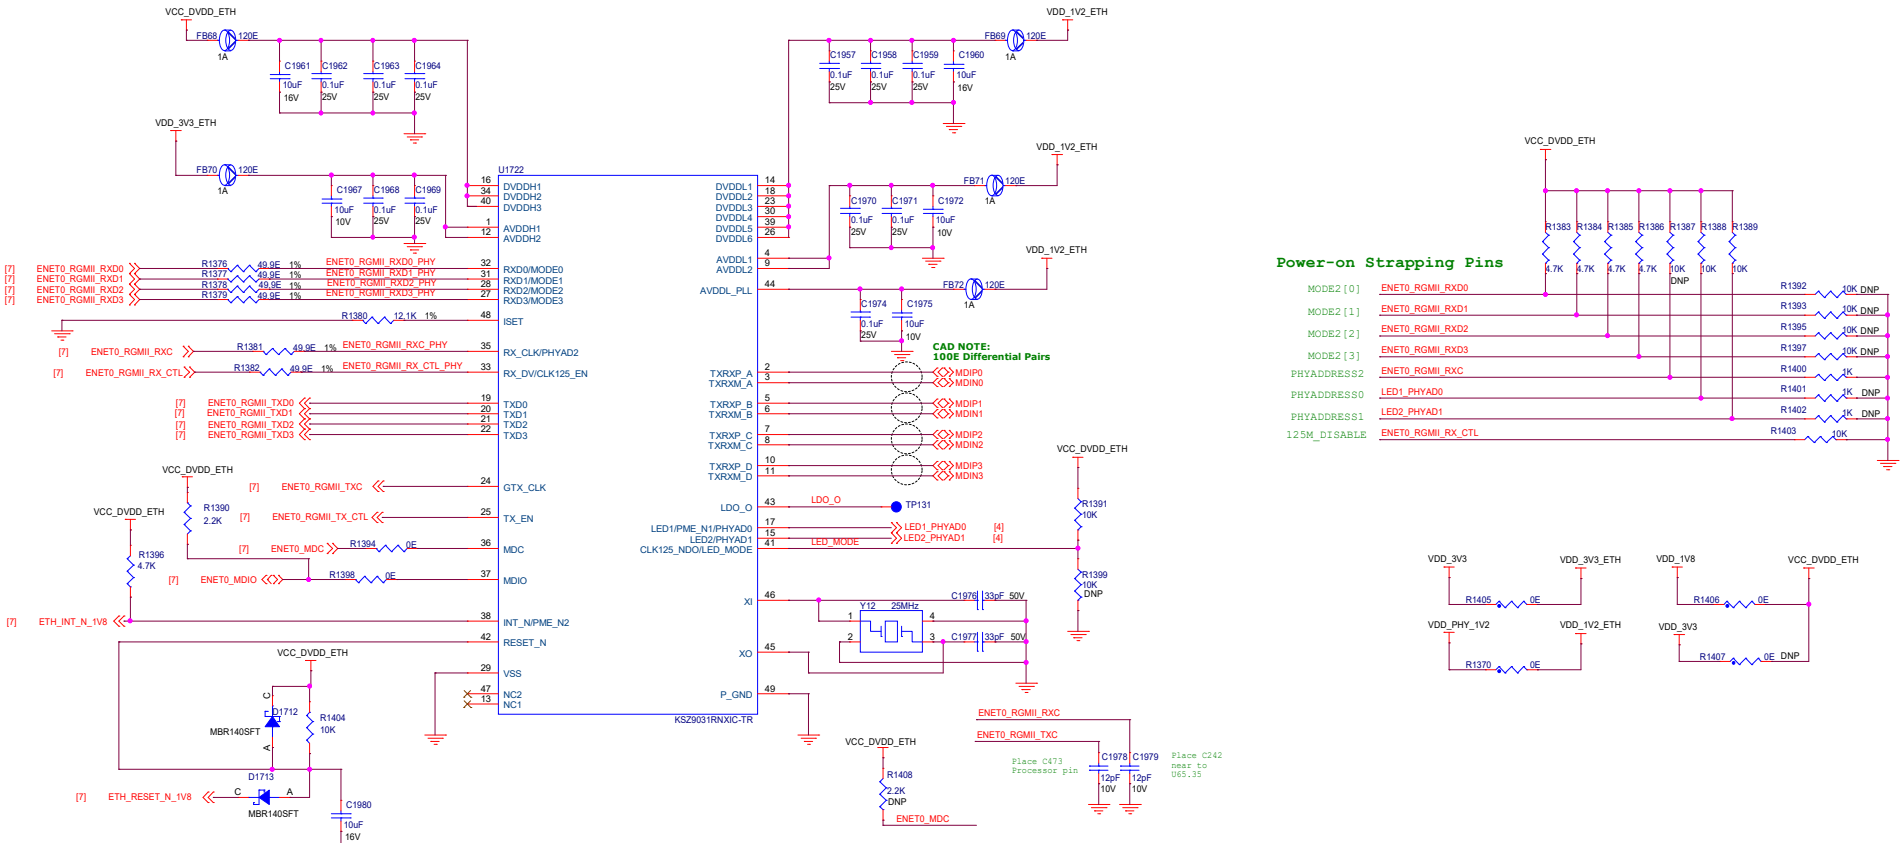 VCC_DVDD_ETH
FB68 120E
1A
C1961
10uF
16V
C1962
0.1uF
25V
C1963
0.1uF
25V
C1964
0.1uF
25V
VDD_1V2_ETH
FB69 120E
1A
C1957
0.1uF
25V
C1958
0.1uF
25V
C1959
0.1uF
25V
C1960
10uF
16V
VDD_3V3_ETH
FB70 120E
1A
C1967
10uF
10V
C1968
0.1uF
25V
C1969
0.1uF
25V
VDD_1V2_ETH
FB71
1A
C1970
0.1uF
25V
C1971
0.1uF
25V
C1972
10uF
10V
VDD_1V2_ETH
FB72 120E
1A
C1974
0.1uF
25V
C1975
10uF
10V
U1722
16 DVDDH1
34 DVDDH2
40 DVDDH3
1 AVDDH1
12 AVDDH2
[7] ENET0_RGMII_RXD0 R1376 49.9E 1% ENET0_RGMII_RXD0_PHY 32 RXD0/MODE0
[7] ENET0_RGMII_RXD1 R1377 49.9E 1% ENET0_RGMII_RXD1_PHY 31 RXD1/MODE1
[7] ENET0_RGMII_RXD2 R1378 49.9E 1% ENET0_RGMII_RXD2_PHY 28 RXD2/MODE2
[7] ENET0_RGMII_RXD3 R1379 49.9E 1% ENET0_RGMII_RXD3_PHY 27 RXD3/MODE3
R1380 12.1K 1% 48 ISET
[7] ENET0_RGMII_RXC R1381 49.9E 1% ENET0_RGMII_RXC_PHY 35 RX_CLK/PHYAD2
[7] ENET0_RGMII_RX_CTL R1382 49.9E 1% ENET0_RGMII_RX_CTL_PHY 33 RX_DV/CLK125_EN
[7] ENET0_RGMII_TXD0 19 TXD0
[7] ENET0_RGMII_TXD1 20 TXD1
[7] ENET0_RGMII_TXD2 21 TXD2
[7] ENET0_RGMII_TXD3 22 TXD3
[7] ENET0_RGMII_TXC 24 GTX_CLK
[7] ENET0_RGMII_TX_CTL 25 TX_EN
VCC_DVDD_ETH
R1390
2.2K
VCC_DVDD_ETH
R1396
4.7K
[7] ENET0_MDC R1394 0E 36 MDC
[7] ENET0_MDIO R1398 0E 37 MDIO
[7] ETH_INT_N_1V8 38 INT_N/PME_N2
42 RESET_N
29 VSS
47 NC2
13 NC1
VCC_DVDD_ETH
C
D1712
MBR140SFT
A
R1404
10K
D1713
[7] ETH_RESET_N_1V8 C A
MBR140SFT
C1980
10uF
16V
DVDDL1 14
DVDDL2 18
DVDDL3 23
DVDDL4 30
DVDDL5 39
DVDDL6 26
AVDDL1 4
AVDDL2 9
AVDDL_PLL 44
CAD NOTE:
100E Differential Pairs
TXRXP_A 2 MDIP0
TXRXM_A 3 MDIN0
TXRXP_B 5 MDIP1
TXRXM_B 6 MDIN1
TXRXP_C 7 MDIP2
TXRXM_C 8 MDIN2
TXRXP_D 10 MDIP3
TXRXM_D 11 MDIN3
LDO_O 43 LDO_O TP131
LED1/PME_N1/PHYAD0 17 LED1_PHYAD0 [4]
LED2/PHYAD1 15 LED2_PHYAD1 [4]
CLK125_NDO/LED_MODE 41 LED_MODE
VCC_DVDD_ETH
R1391
10K
R1399
10K
DNP
XI 46
XO 45
P_GND 49
C1976 33pF 50V
Y12 25MHz
1 4
2 3
C1977 33pF 50V
KSZ9031RNXIC-TR
ENET0_RGMII_RXC
ENET0_RGMII_TXC
Place C473
Processor pin
C1978
12pF
10V
C1979
12pF
10V
Place C242
near to
U65.35
VCC_DVDD_ETH
R1408
2.2K
DNP
ENET0_MDC
VCC_DVDD_ETH
R1383 R1384 R1385 R1386 R1387 R1388 R1389
4.7K 4.7K 4.7K 4.7K 10K 10K 10K
DNP
Power-on Strapping Pins
MODE2[0] ENET0_RGMII_RXD0 R1392 10K DNP
MODE2[1] ENET0_RGMII_RXD1 R1393 10K DNP
MODE2[2] ENET0_RGMII_RXD2 R1395 10K DNP
MODE2[3] ENET0_RGMII_RXD3 R1397 10K DNP
PHYADDRESS2 ENET0_RGMII_RXC R1400 1K
PHYADDRESS0 LED1_PHYAD0 R1401 1K DNP
PHYADDRESS1 LED2_PHYAD1 R1402 1K DNP
125M_DISABLE ENET0_RGMII_RX_CTL R1403 10K
VDD_3V3 VDD_3V3_ETH
R1405 0E
VDD_PHY_1V2 VDD_1V2_ETH
R1370 0E
VDD_1V8 VCC_DVDD_ETH
R1406 0E
VDD_3V3
R1407 0E DNP